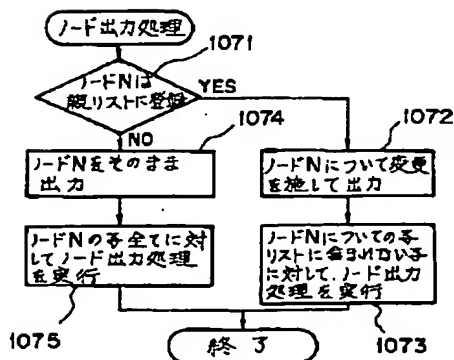 ノード出力処理
1071
ノードNは
親リストに登録
YES
NO
1074
1072
ノードNをそのまま
出力
ノードNについて変更
を施して出力
ノードNの子全てに対
してノード出力処理
を実行
ノードNについての子
リストに含まれない子
に対して、ノード出力
処理を実行
1075
1073
終了